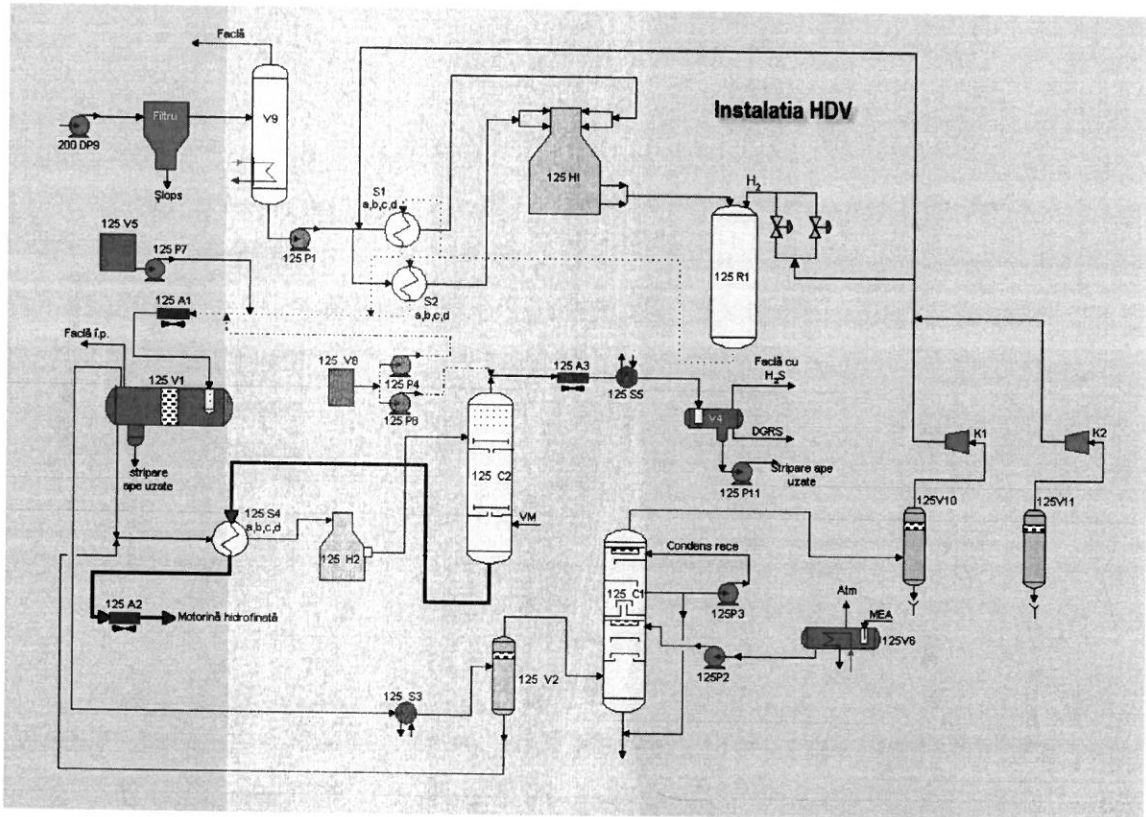 Faclă
Instalatia HDV
Filtru
V9
200 DP9
Șlops
S1
a,b,c,d
125 HI
H2
125 V5
125 P7
125 P1
125 R1
S2
a,b,c,d
125 A1
Faclă î.p.
125 V1
125 V8
125 P4
125 P8
125 A3
125 S5
Faclă cu
H2S
V4
DGRS
K1
K2
stripare
ape uzate
125 C2
125 P11
Stripare ape
uzate
125V10
125V11
125 S4
a,b,c,d
VM
125 H2
Condens rece
125 C1
125P3
Atm
MEA
125V6
125 A2
Motorină hidrofinată
125P2
125 V2
125 S3